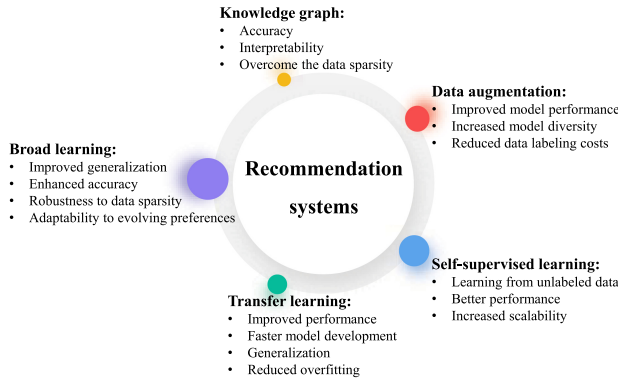 Knowledge graph:
• Accuracy
• Interpretability
• Overcome the data sparsity
Data augmentation:
• Improved model performance
• Increased model diversity
• Reduced data labeling costs
Broad learning:
• Improved generalization
• Enhanced accuracy
• Robustness to data sparsity
• Adaptability to evolving preferences
Recommendation
systems
Self-supervised learning:
• Learning from unlabeled data
• Better performance
• Increased scalability
Transfer learning:
• Improved performance
• Faster model development
• Generalization
• Reduced overfitting